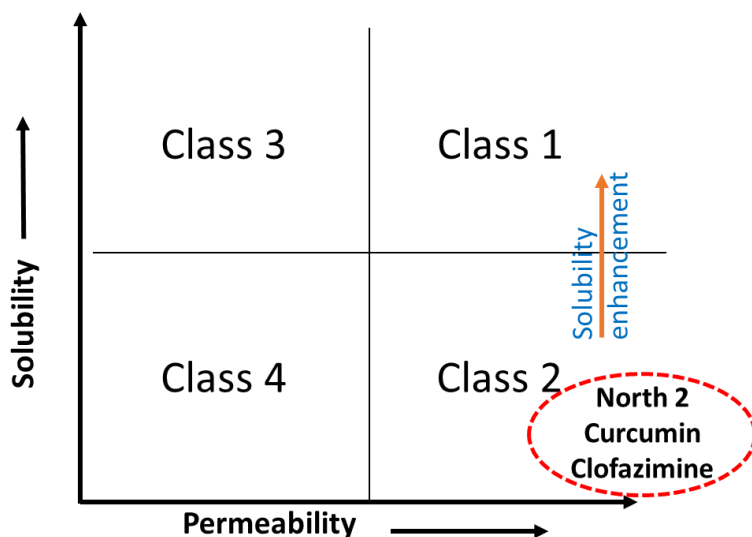 Class 3
Class 1
Solubility
enhancement
Solubility
Class 4
Class 2
North 2
Curcumin
Clofazimine
Permeability